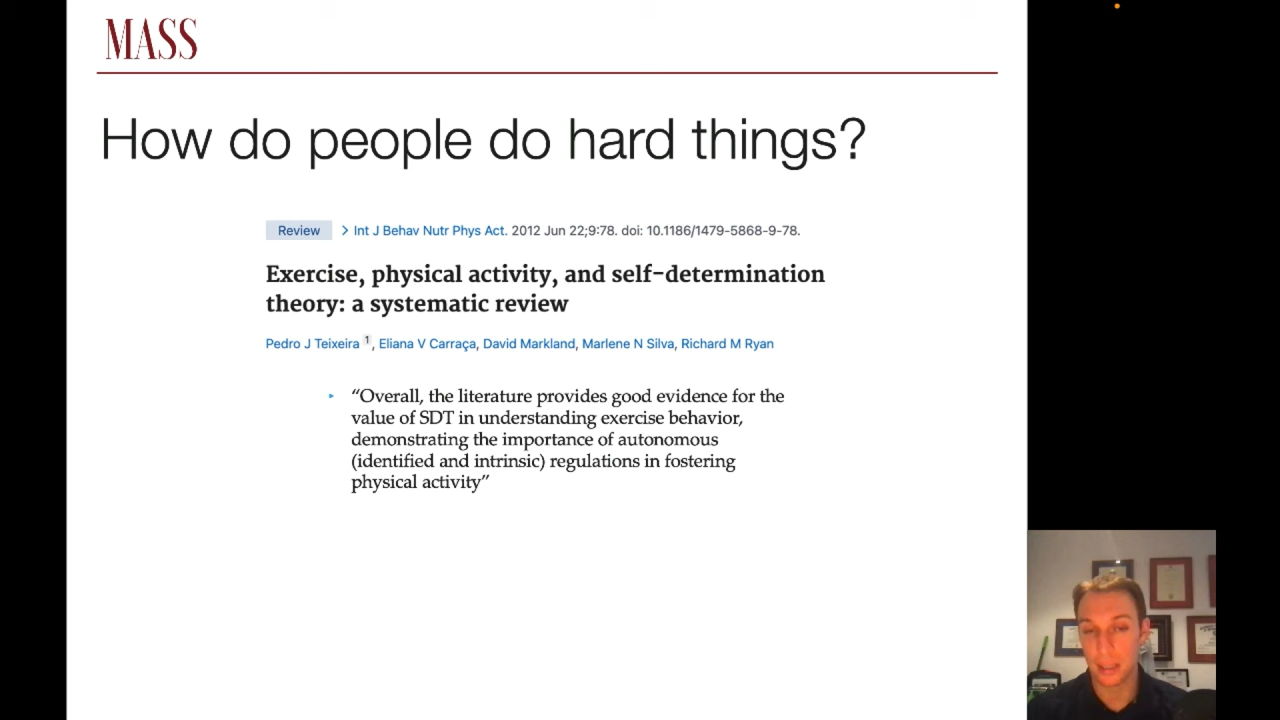 MASS
How do people do hard things?
Review > Int J Behav Nutr Phys Act. 2012 Jun 22;9:78. doi: 10.1186/1479-5868-9-78.
Exercise, physical activity, and self-determination
theory: a systematic review
Pedro J Teixeira 1, Eliana V Carraça, David Markland, Marlene N Silva, Richard M Ryan
“Overall, the literature provides good evidence for the
value of SDT in understanding exercise behavior,
demonstrating the importance of autonomous
(identified and intrinsic) regulations in fostering
physical activity”